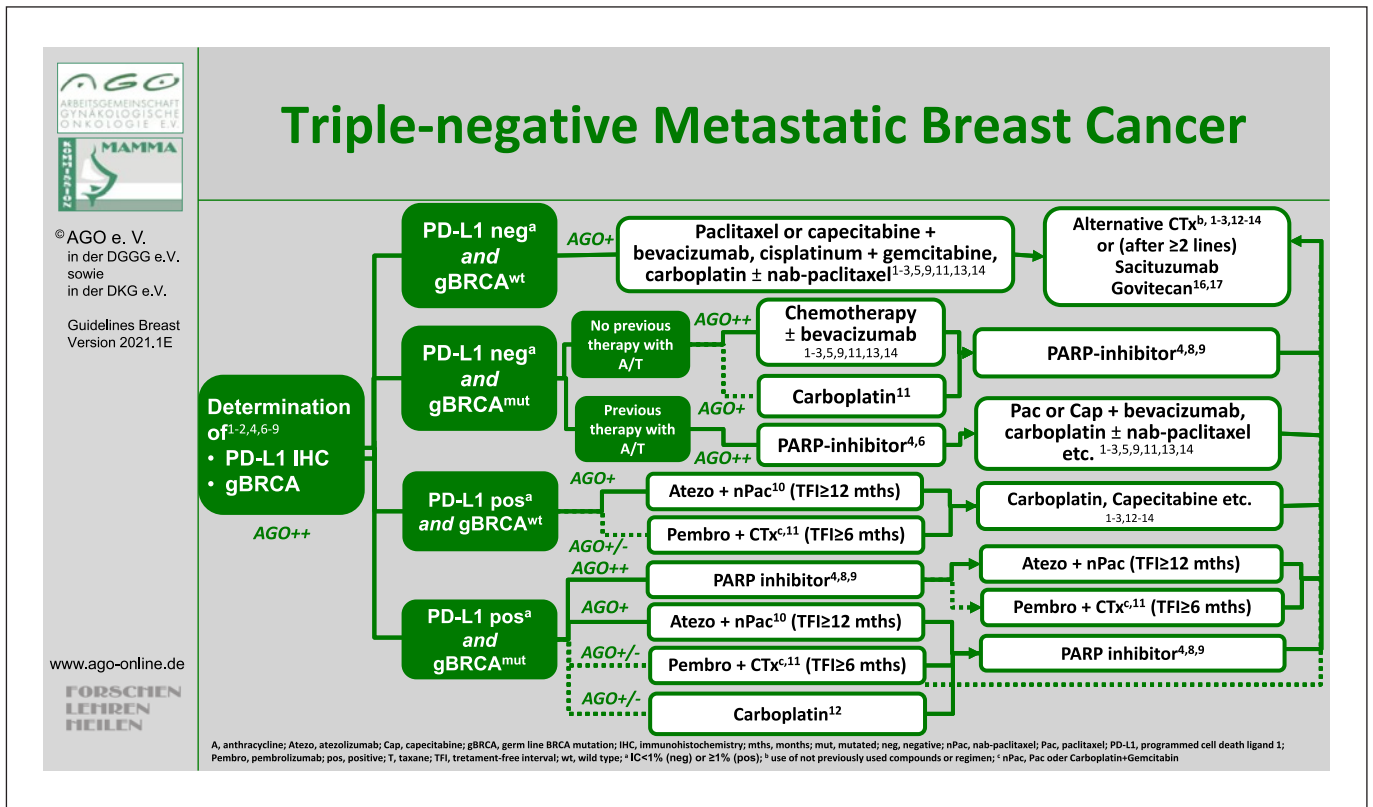 AGO
ARBEITSGEMEINSCHAFT
GYNÄKOLOGISCHE
ONKOLOGIE E.V.
KOMMISSION
MAMMA
© AGO e. V.
in der DGGG e.V.
sowie
in der DKG e.V.
Guidelines Breast
Version 2021.1E
www.ago-online.de
FORSCHEN
LEHREN
HEILEN
Triple-negative Metastatic Breast Cancer
Determination
of1-2,4,6-9
• PD-L1 IHC
• gBRCA
AGO++
PD-L1 nega
and
gBRCAwt
AGO+
Paclitaxel or capecitabine +
bevacizumab, cisplatinum + gemcitabine,
carboplatin ± nab-paclitaxel1-3,5,9,11,13,14
Alternative CTxb, 1-3,12-14
or (after ≥2 lines)
Sacituzumab
Govitecan16,17
PD-L1 nega
and
gBRCAmut
No previous
therapy with
A/T
AGO++
Chemotherapy
± bevacizumab
1-3,5,9,11,13,14
AGO+
Carboplatin11
PARP-inhibitor4,8,9
Previous
therapy with
A/T
AGO++
PARP-inhibitor4,6
Pac or Cap + bevacizumab,
carboplatin ± nab-paclitaxel
etc. 1-3,5,9,11,13,14
PD-L1 posa
and gBRCAwt
AGO+
Atezo + nPac10 (TFI≥12 mths)
AGO+/-
Pembro + CTxc,11 (TFI≥6 mths)
Carboplatin, Capecitabine etc.
1-3,12-14
PD-L1 posa
and
gBRCAmut
AGO++
PARP inhibitor4,8,9
Atezo + nPac (TFI≥12 mths)
Pembro + CTxc,11 (TFI≥6 mths)
AGO+
Atezo + nPac10 (TFI≥12 mths)
AGO+/-
Pembro + CTxc,11 (TFI≥6 mths)
AGO+/-
Carboplatin12
PARP inhibitor4,8,9
A, anthracycline; Atezo, atezolizumab; Cap, capecitabine; gBRCA, germ line BRCA mutation; IHC, immunohistochemistry; mths, months; mut, mutated; neg, negative; nPac, nab-paclitaxel; Pac, paclitaxel; PD-L1, programmed cell death ligand 1;
Pembro, pembrolizumab; pos, positive; T, taxane; TFI, tretament-free interval; wt, wild type; a IC<1% (neg) or ≥1% (pos); b use of not previously used compounds or regimen; c nPac, Pac oder Carboplatin+Gemcitabin